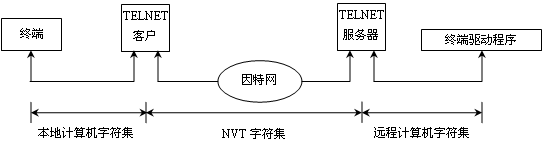 终端
TELNET
客户
TELNET
服务器
终端驱动程序
因特网
本地计算机字符集
NVT 字符集
远程计算机字符集